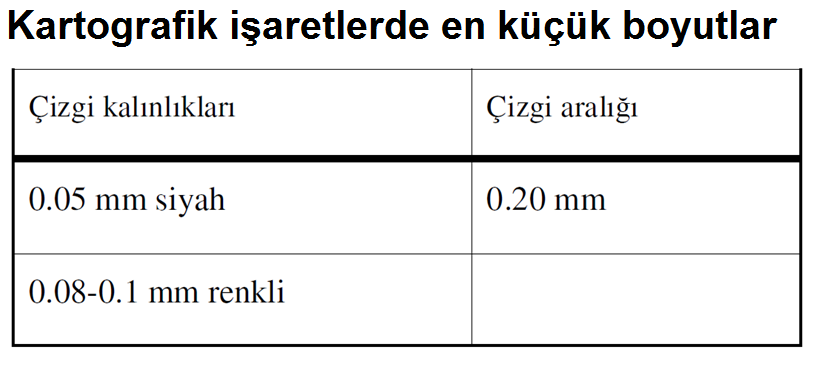 Kartografik işaretlerde en küçük boyutlar
Çizgi kalınlıkları Çizgi aralığı
0.05 mm siyah 0.20 mm
0.08-0.1 mm renkli